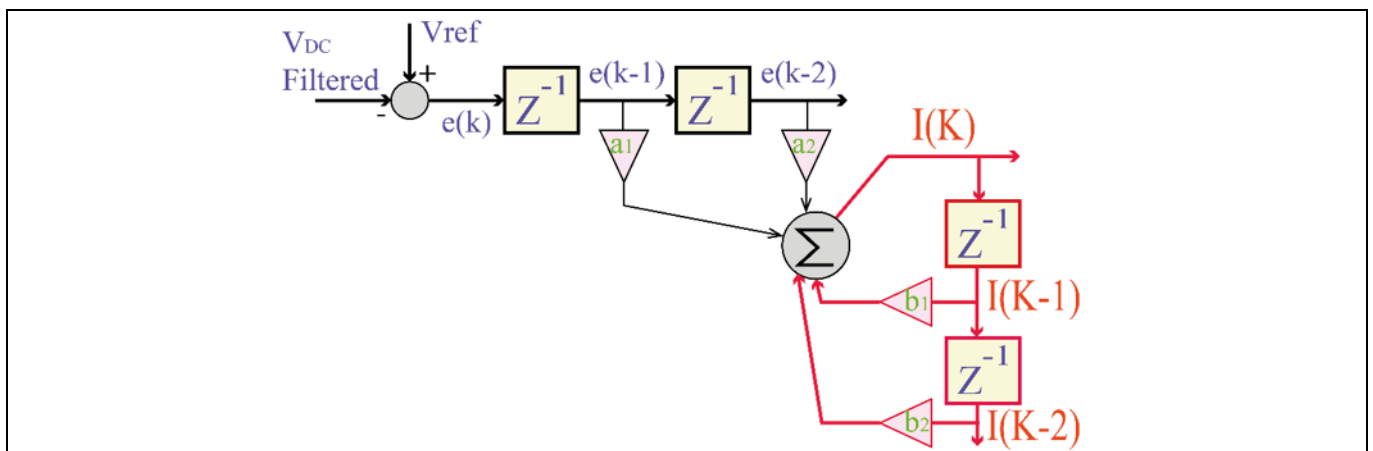 VDC
Filtered
Vref
+
-
e(k)
Z-1
e(k-1)
Z-1
e(k-2)
a1
a2
I(K)
Σ
Z-1
b1
I(K-1)
Z-1
b2
I(K-2)